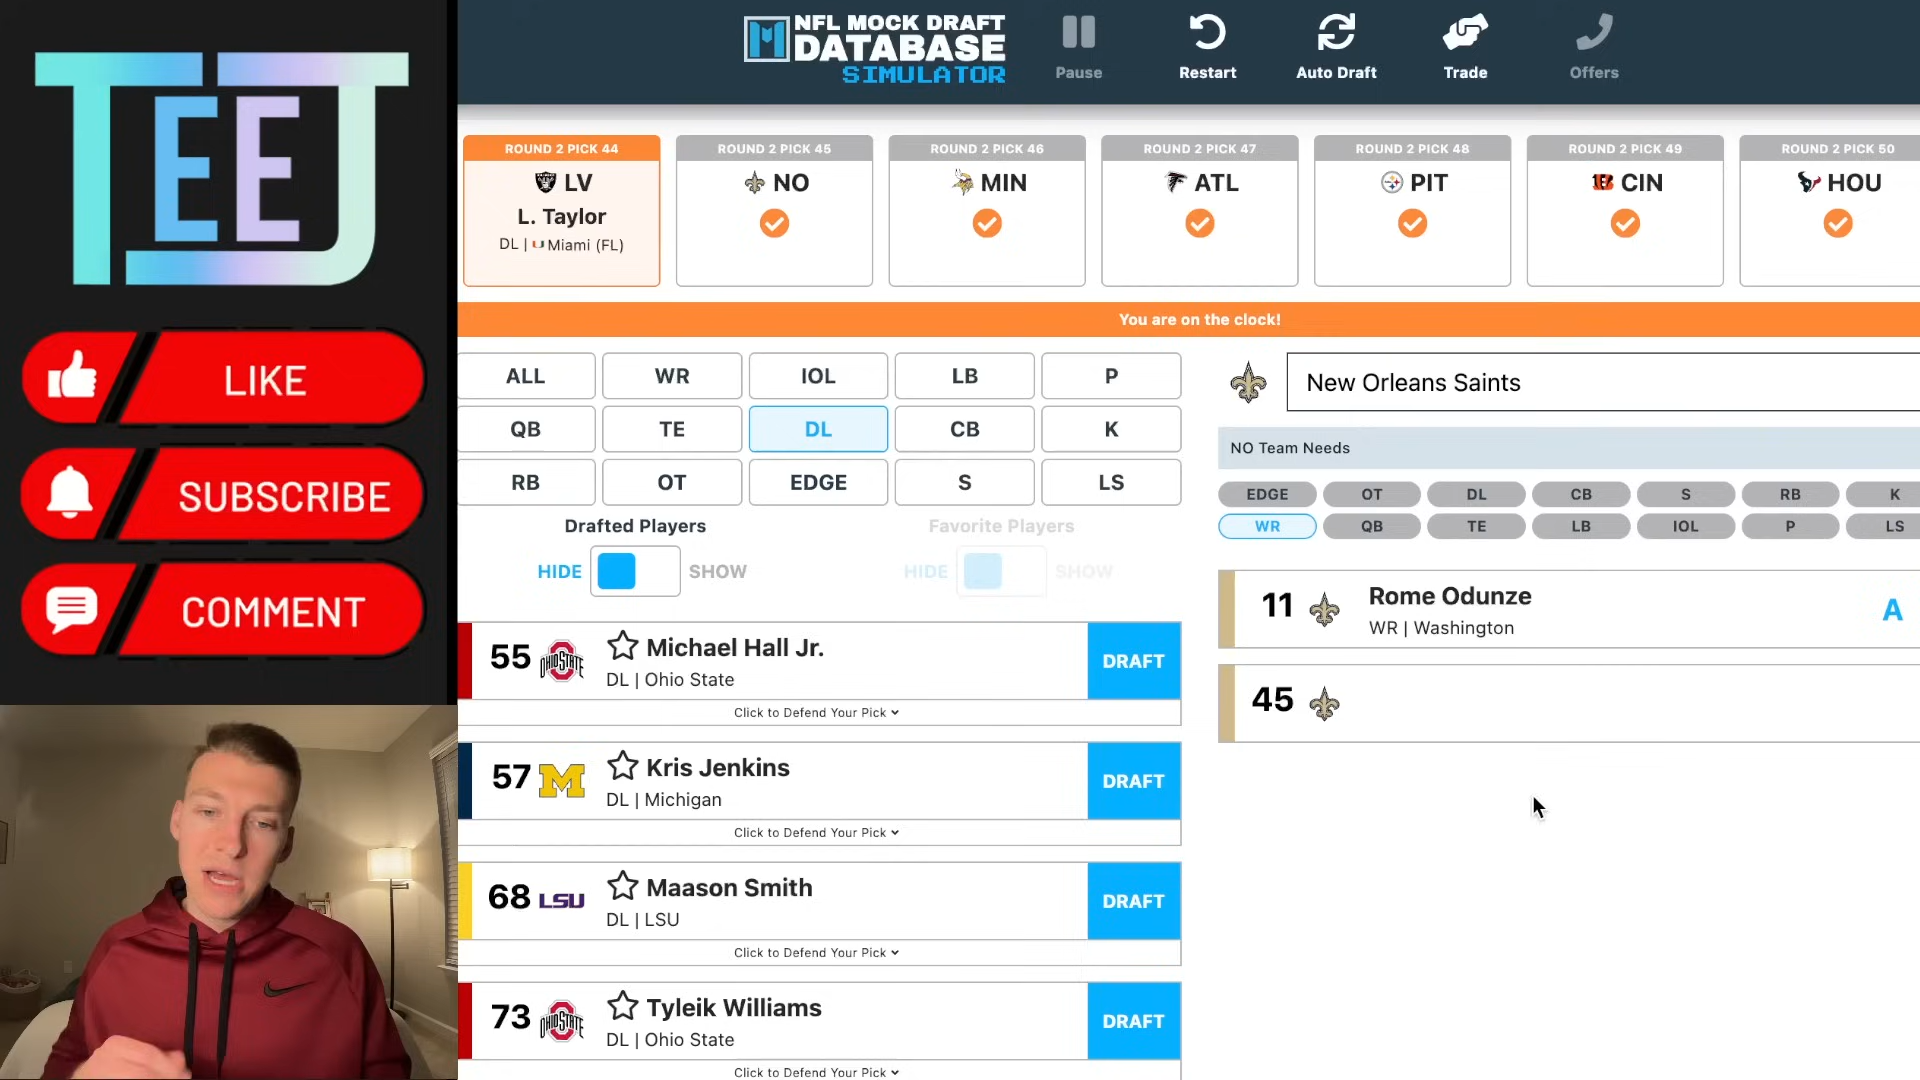 TEEJ
LIKE
SUBSCRIBE
COMMENT
NFL MOCK DRAFT
DATABASE
SIMULATOR
Pause
Restart
Auto Draft
Trade
Offers
ROUND 2 PICK 44
LV
L. Taylor
DL | Miami (FL)
ROUND 2 PICK 45
NO
ROUND 2 PICK 46
MIN
ROUND 2 PICK 47
ATL
ROUND 2 PICK 48
PIT
ROUND 2 PICK 49
CIN
ROUND 2 PICK 50
HOU
You are on the clock!
ALL WR IOL LB P
QB TE DL CB K
RB OT EDGE S LS
Drafted Players
HIDE SHOW
Favorite Players
HIDE SHOW
55 OHIO STATE Michael Hall Jr.
DL | Ohio State
DRAFT
Click to Defend Your Pick
57 M Kris Jenkins
DL | Michigan
DRAFT
Click to Defend Your Pick
68 LSU Maason Smith
DL | LSU
DRAFT
Click to Defend Your Pick
73 OHIO STATE Tyleik Williams
DL | Ohio State
DRAFT
Click to Defend Your Pick
New Orleans Saints
NO Team Needs
EDGE OT DL CB S RB K
WR QB TE LB IOL P LS
11 Rome Odunze A
WR | Washington
45